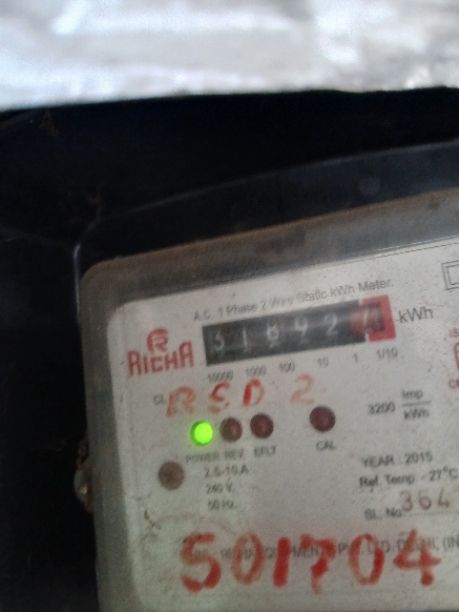 A.C. 1 Phase 2 Wire Static kWh Meter.
RICHA
31892
kWh
10000 1000 100 10 1 1/10
CL
RSD 2
3200 Imp/kWh
POWER REV. EFLT CAL
2.5-10 A
240 V.
50 Hz.
YEAR : 2015
Ref. Temp. - 27°C
SL. No 364
501704